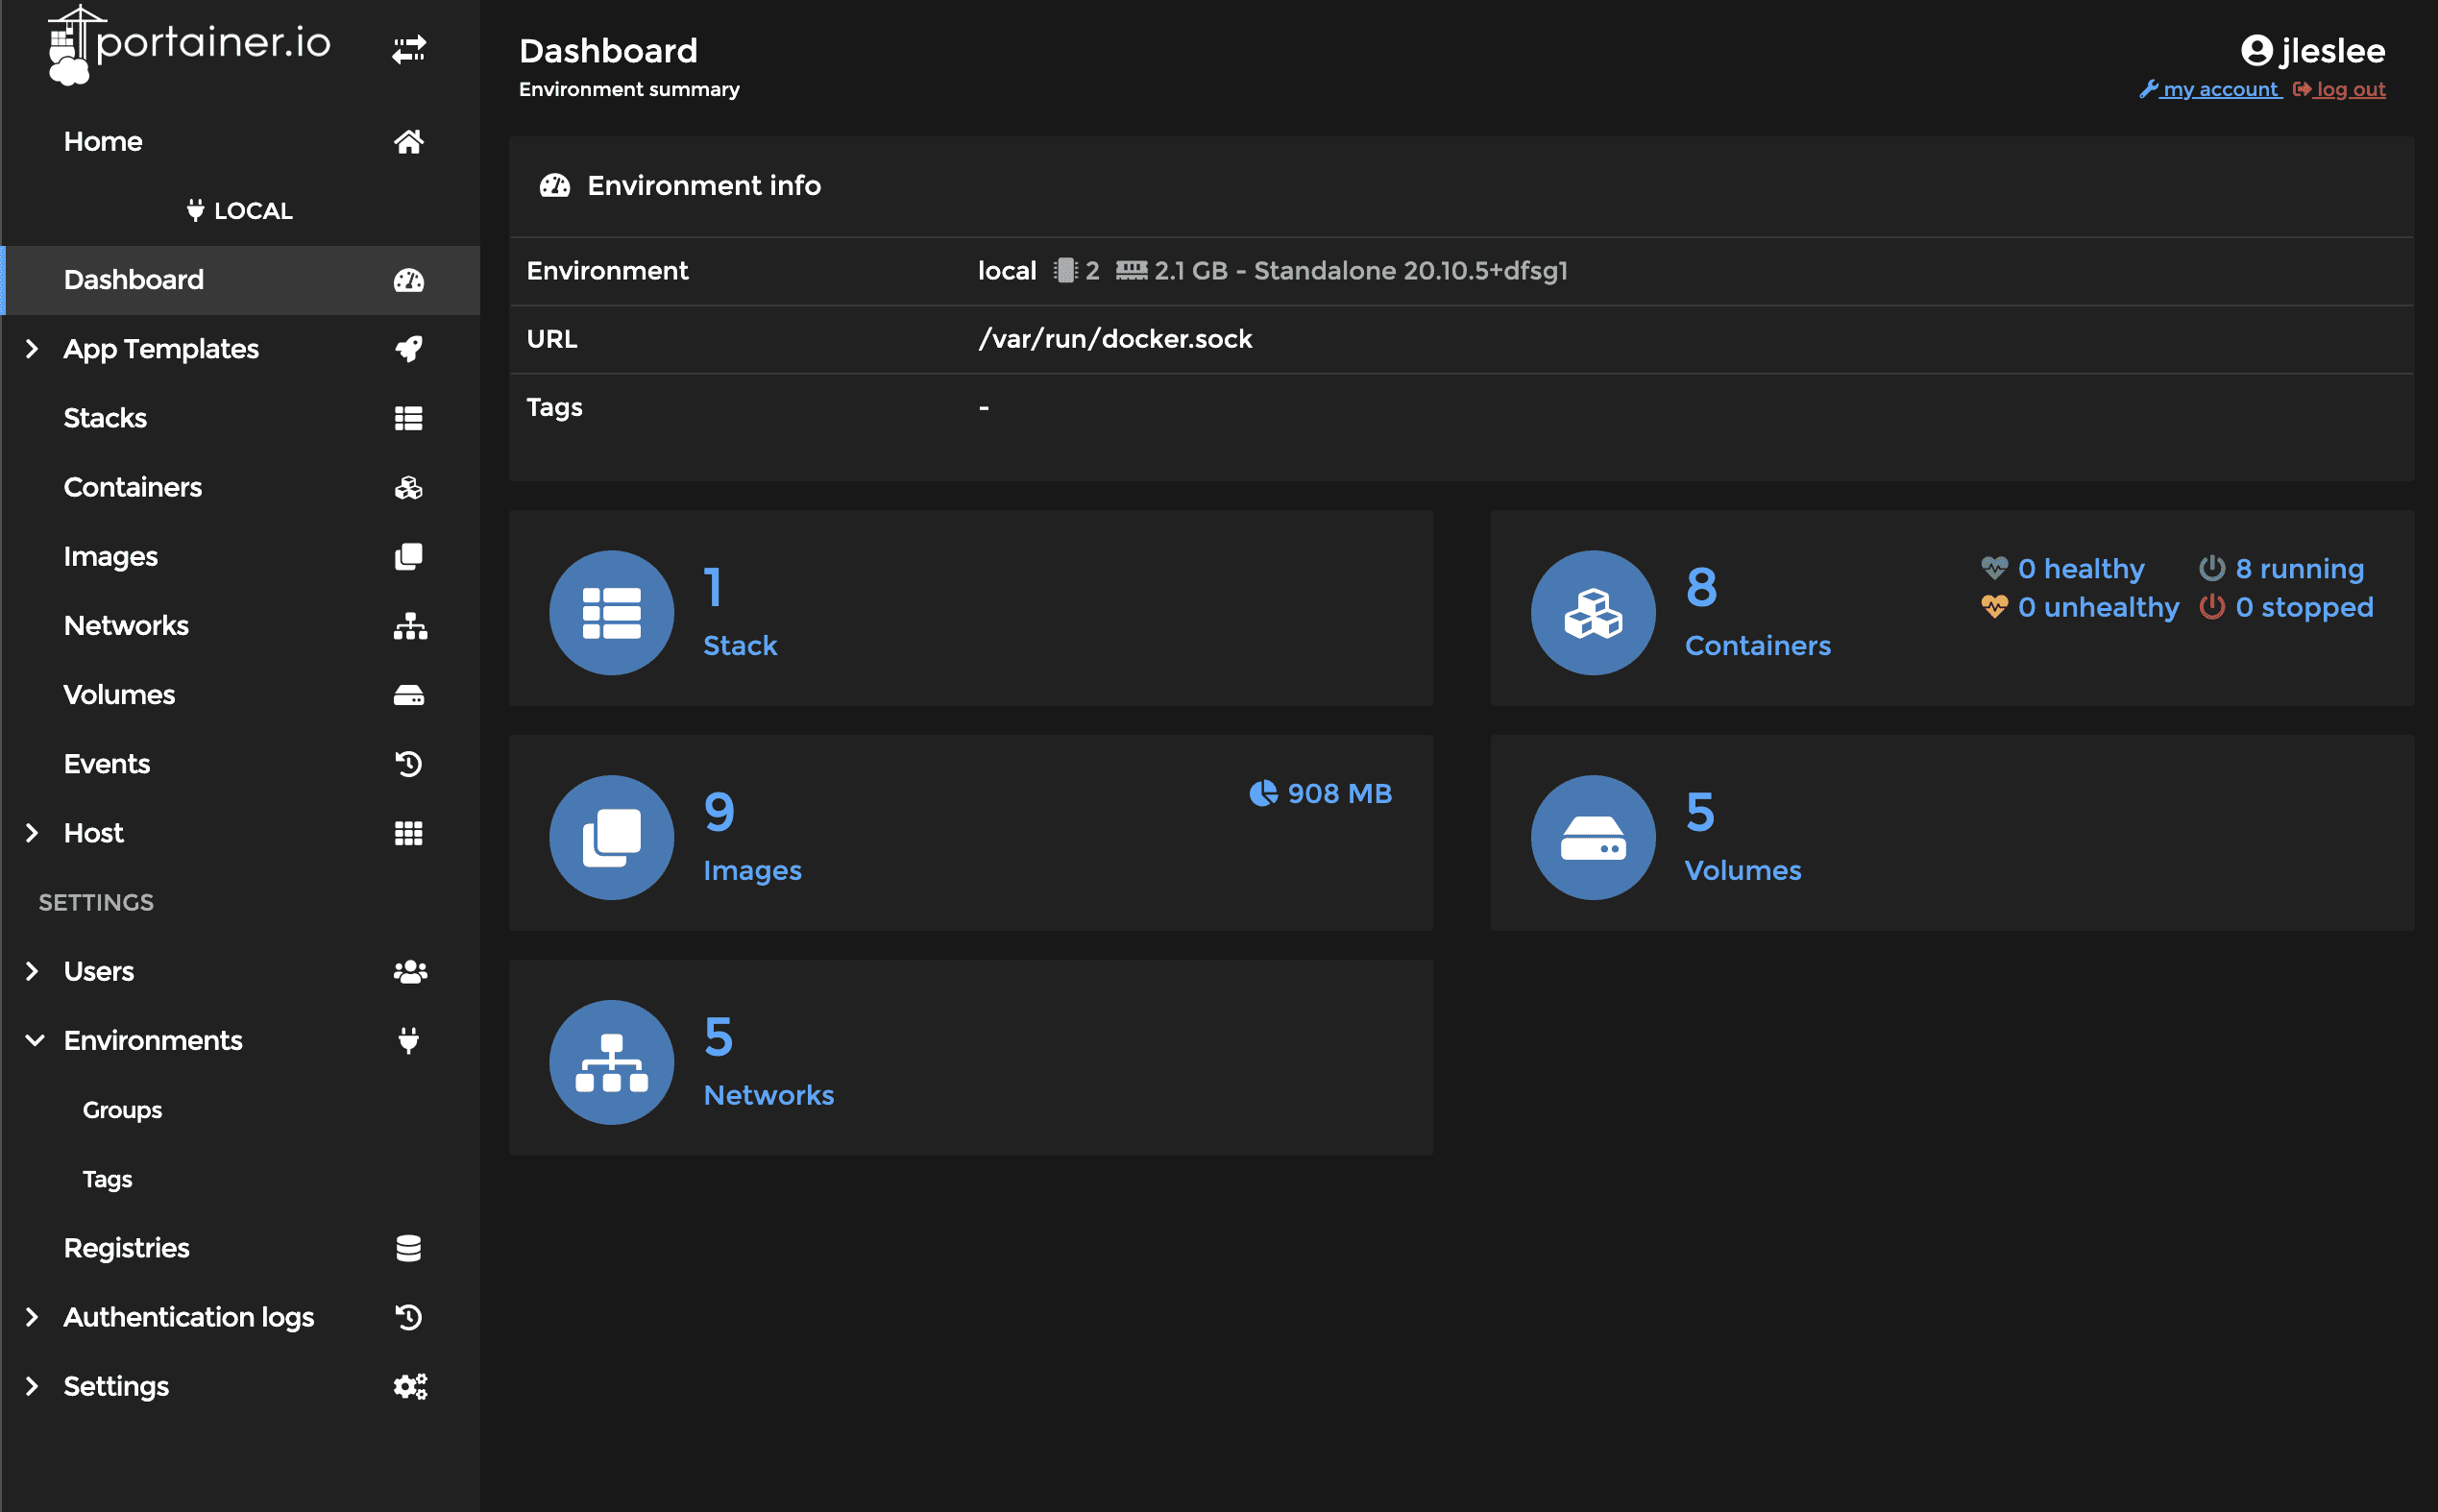 portainer.io
Home
LOCAL
Dashboard
App Templates
Stacks
Containers
Images
Networks
Volumes
Events
Host
SETTINGS
Users
Environments
Groups
Tags
Registries
Authentication logs
Settings
Dashboard
Environment summary
jleslee
my account log out
Environment info
Environment local 2 2.1 GB - Standalone 20.10.5+dfsg1
URL /var/run/docker.sock
Tags -
1
Stack
8
Containers
0 healthy 8 running
0 unhealthy 0 stopped
9
Images
908 MB
5
Volumes
5
Networks